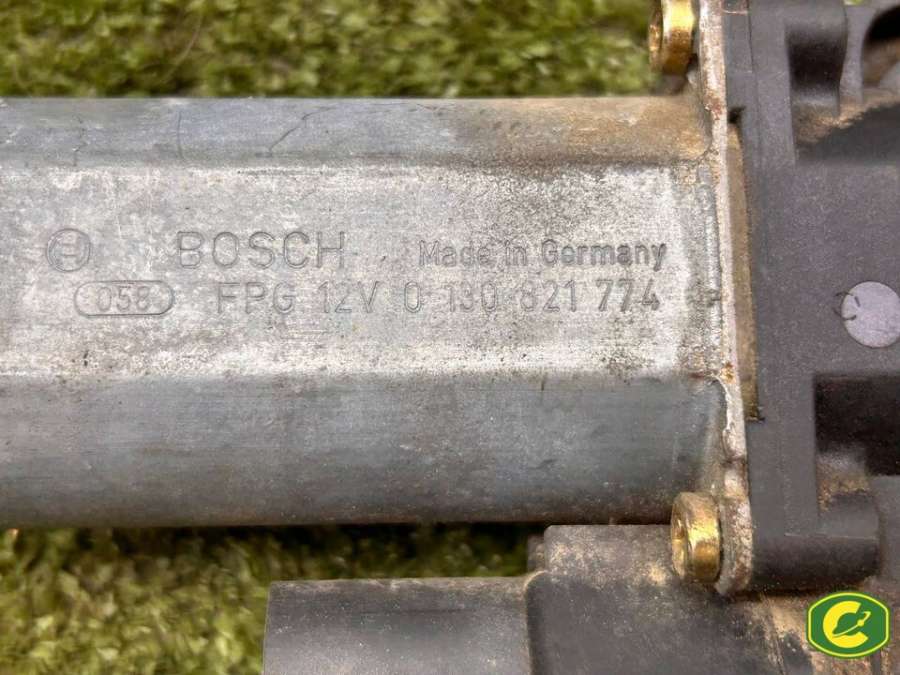 BOSCH Made in Germany
058 FPG 12V 0 130 821 774